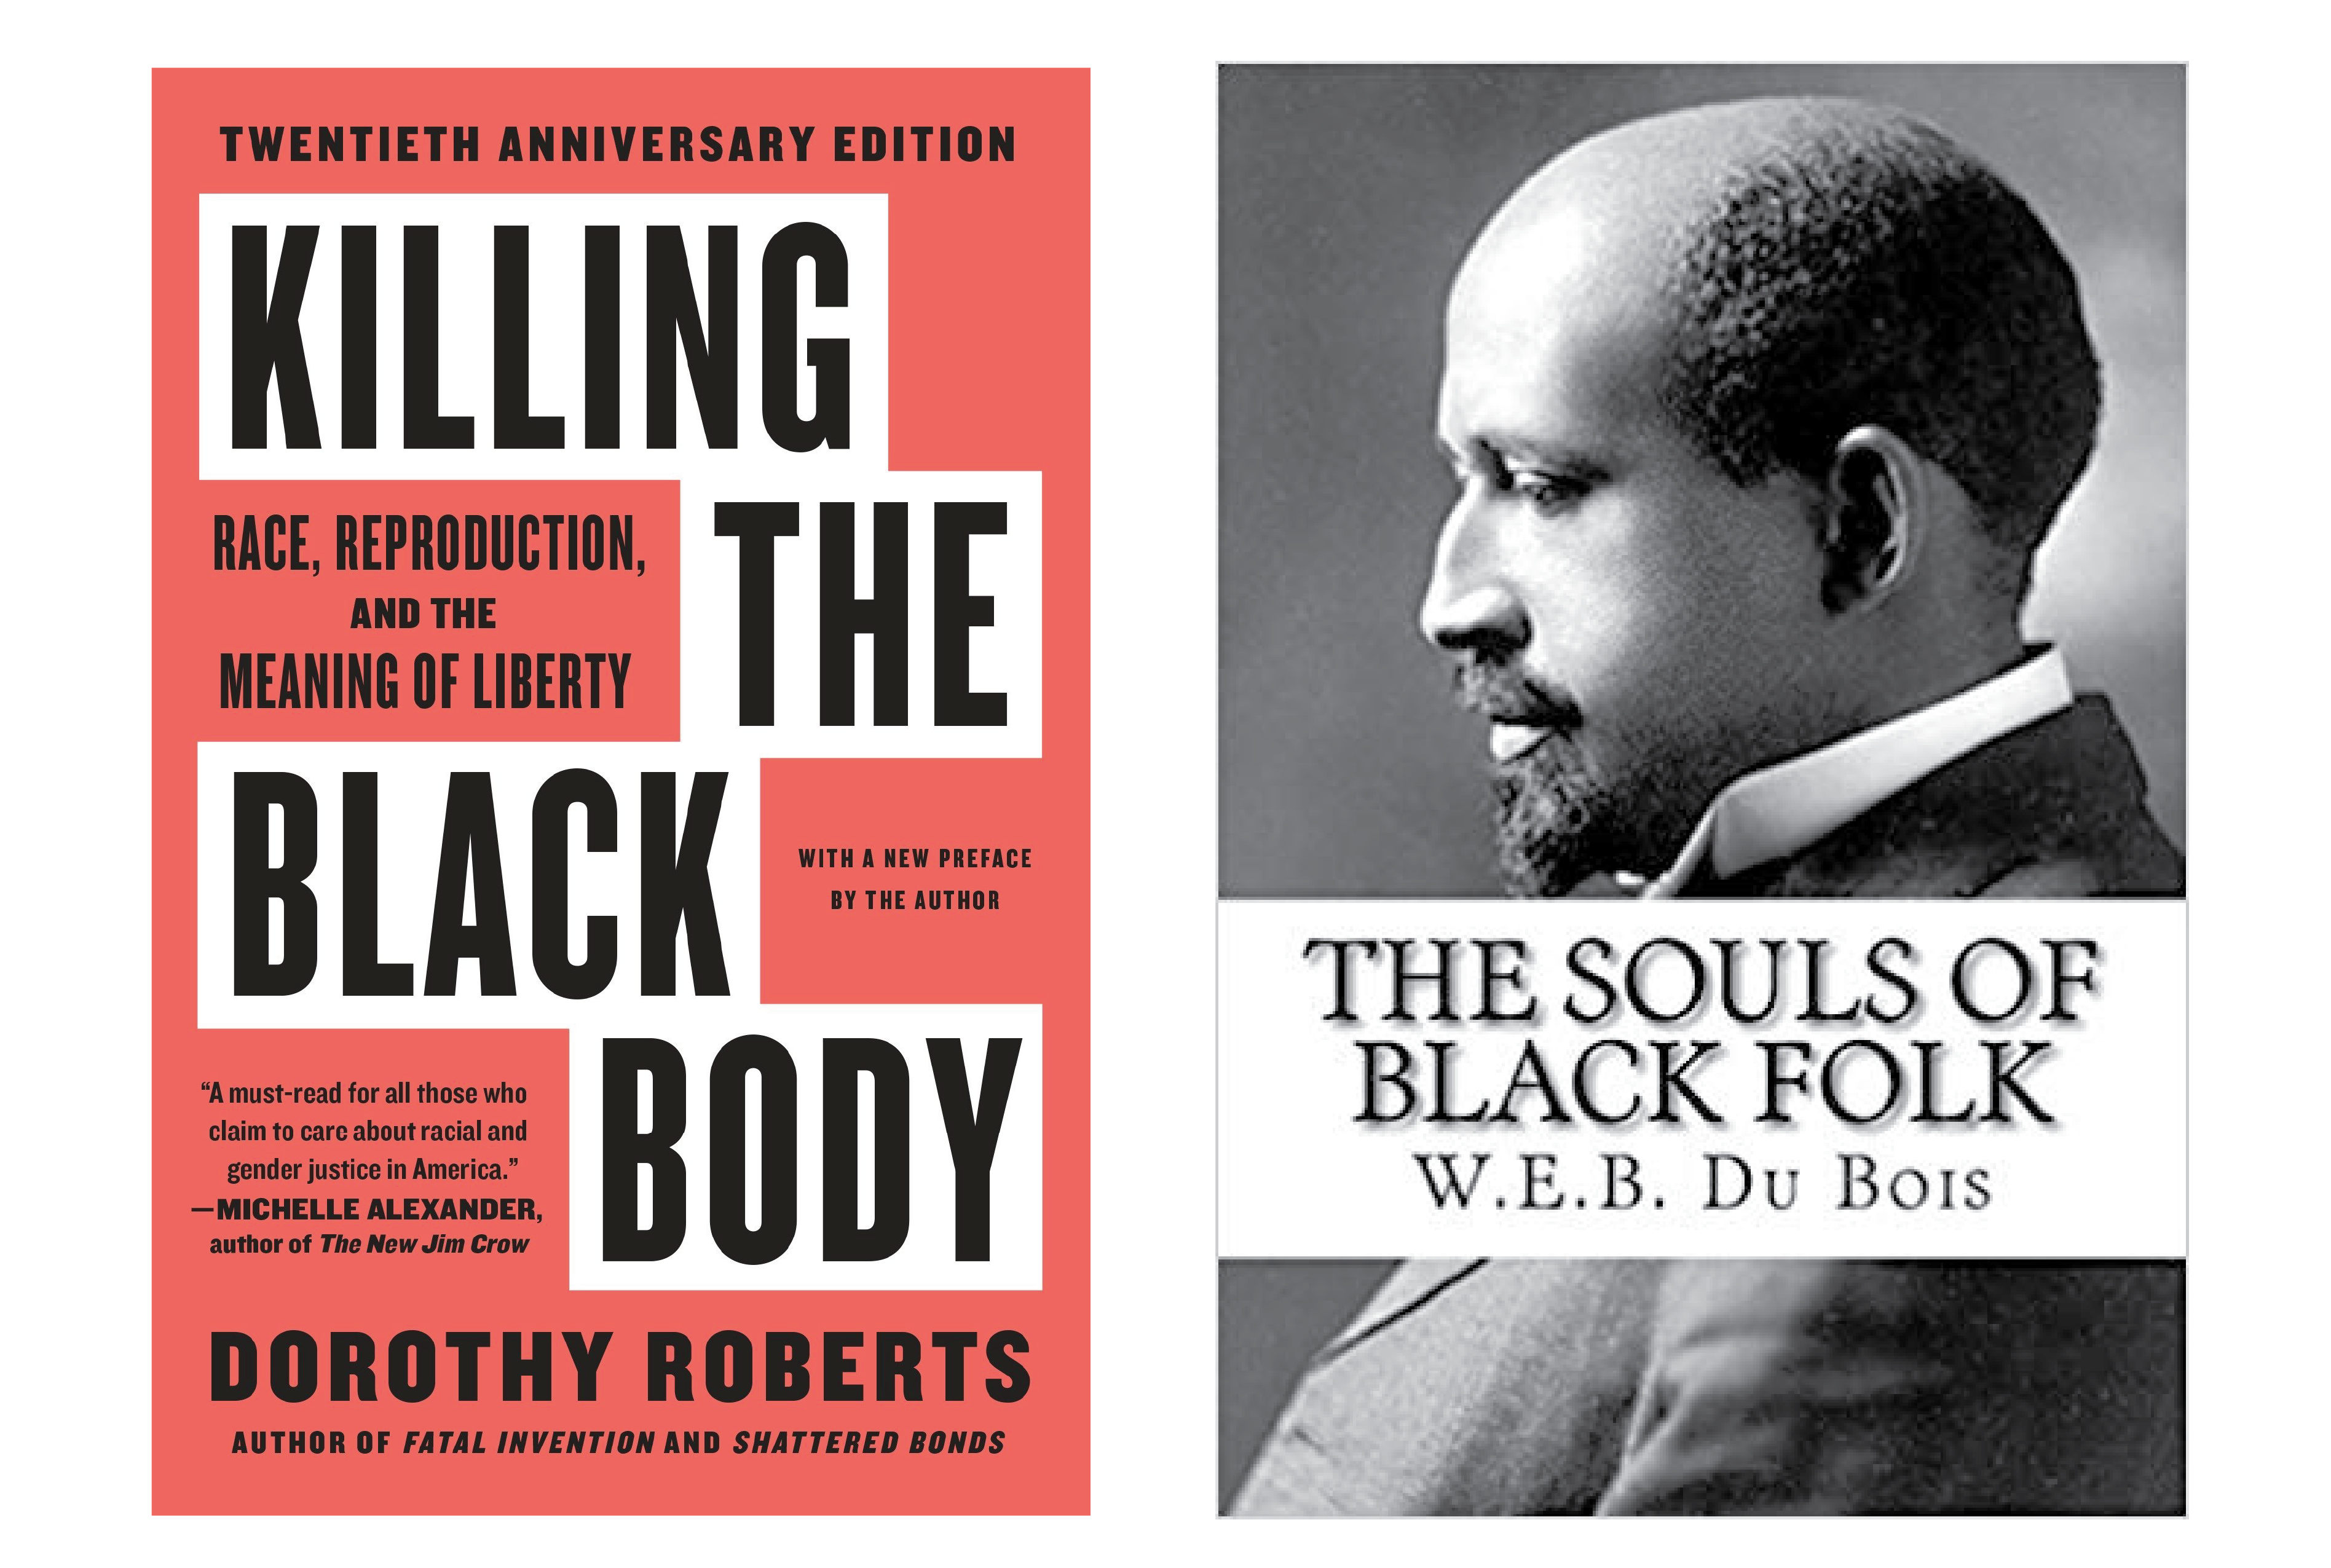 TWENTIETH ANNIVERSARY EDITION
KILLING
THE
RACE, REPRODUCTION,
AND THE
MEANING OF LIBERTY
BLACK
WITH A NEW PREFACE
BY THE AUTHOR
BODY
“A must-read for all those who
claim to care about racial and
gender justice in America.”
—MICHELLE ALEXANDER,
author of The New Jim Crow
DOROTHY ROBERTS
AUTHOR OF FATAL INVENTION AND SHATTERED BONDS
THE SOULS OF
BLACK FOLK
W.E.B. DU BOIS